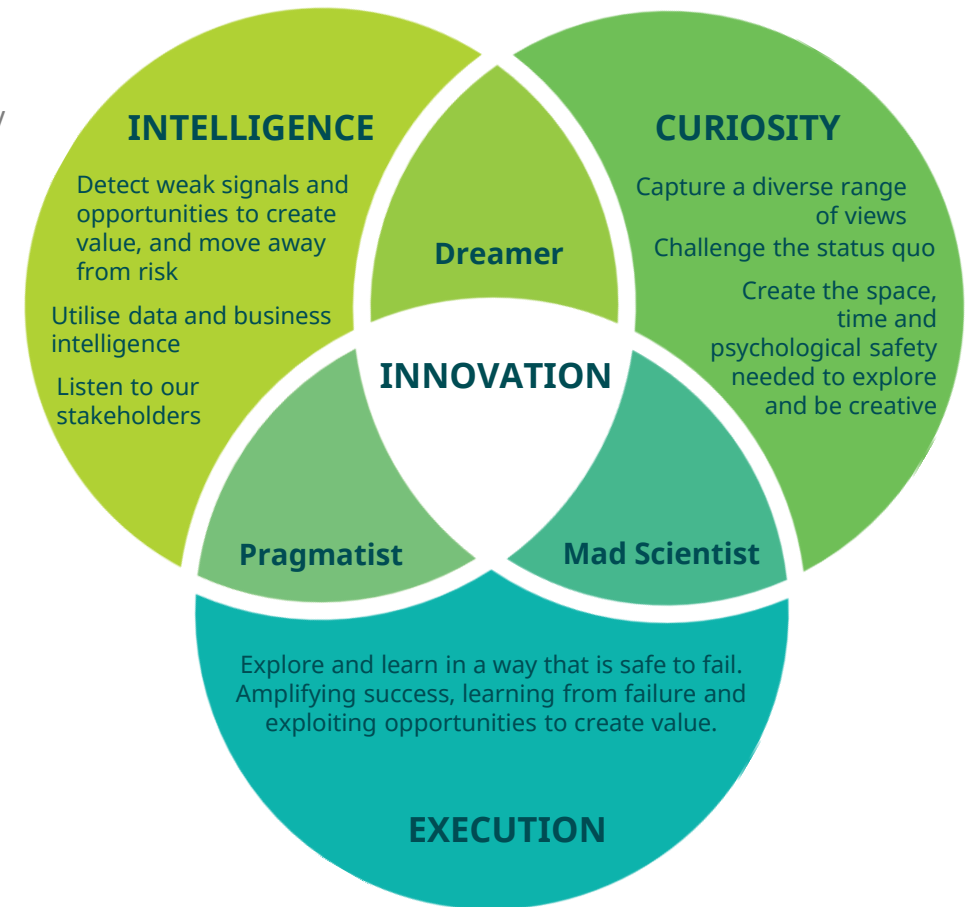 INTELLIGENCE
Detect weak signals and
opportunities to create
value, and move away
from risk
Utilise data and business
intelligence
Listen to our
stakeholders
CURIOSITY
Capture a diverse range
of views
Challenge the status quo
Create the space,
time and
psychological safety
needed to explore
and be creative
Dreamer
INNOVATION
Pragmatist
Mad Scientist
Explore and learn in a way that is safe to fail.
Amplifying success, learning from failure and
exploiting opportunities to create value.
EXECUTION